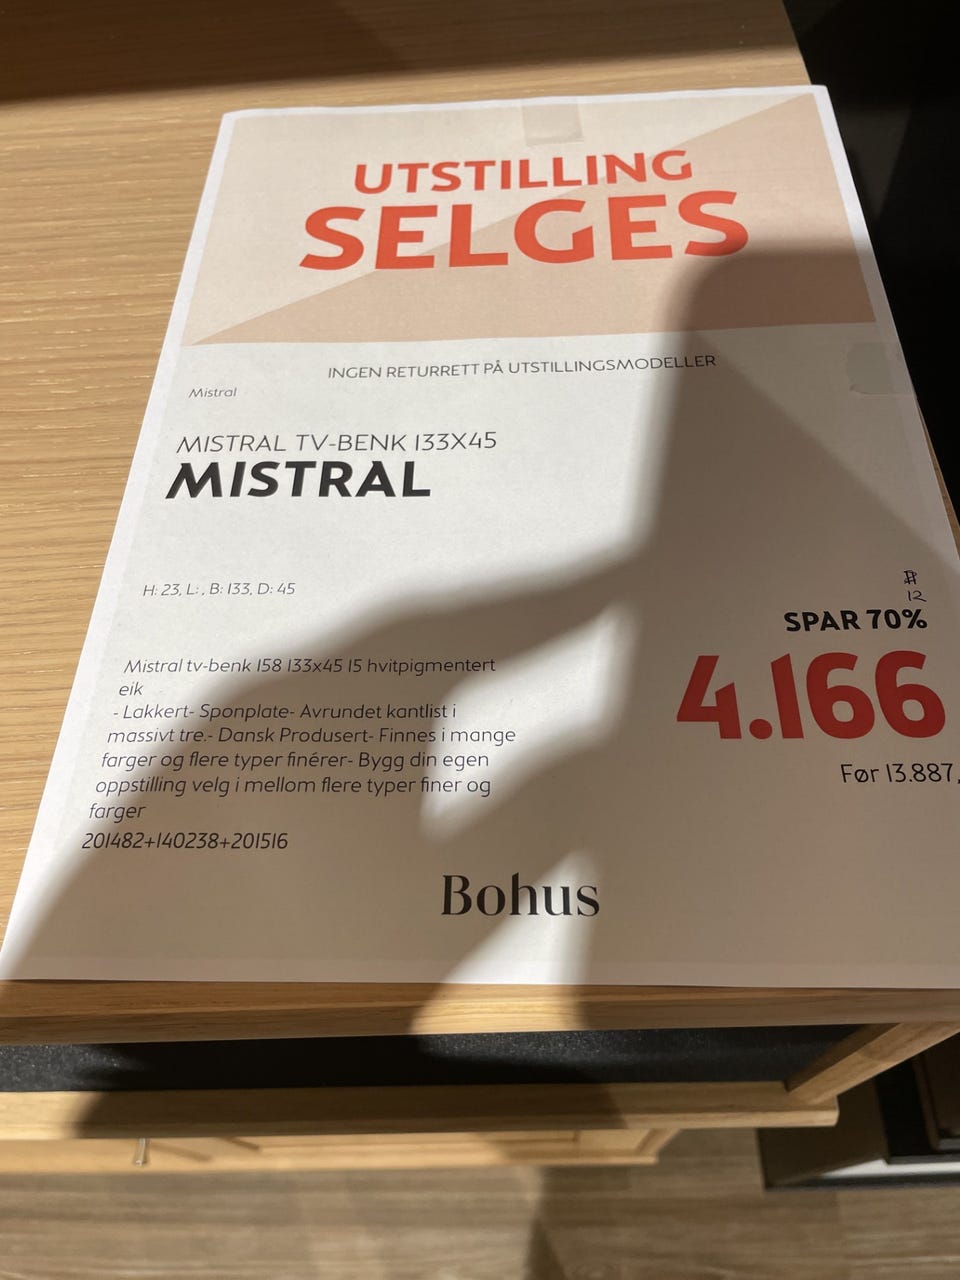 UTSTILLING
SELGES
INGEN RETURRETT PÅ UTSTILLINGSMODELLER
Mistral
MISTRAL TV-BENK 133X45
MISTRAL
H: 23, L: , B: 133, D: 45
12
SPAR 70%
4.166
Før 13.887,
Mistral tv-benk 158 133x45 15 hvitpigmentert
eik
- Lakkert- Sponplate- Avrundet kantlist i
massivt tre.- Dansk Produsert- Finnes i mange
farger og flere typer finérer- Bygg din egen
oppstilling velg i mellom flere typer finer og
farger
201482+140238+201516
Bohus